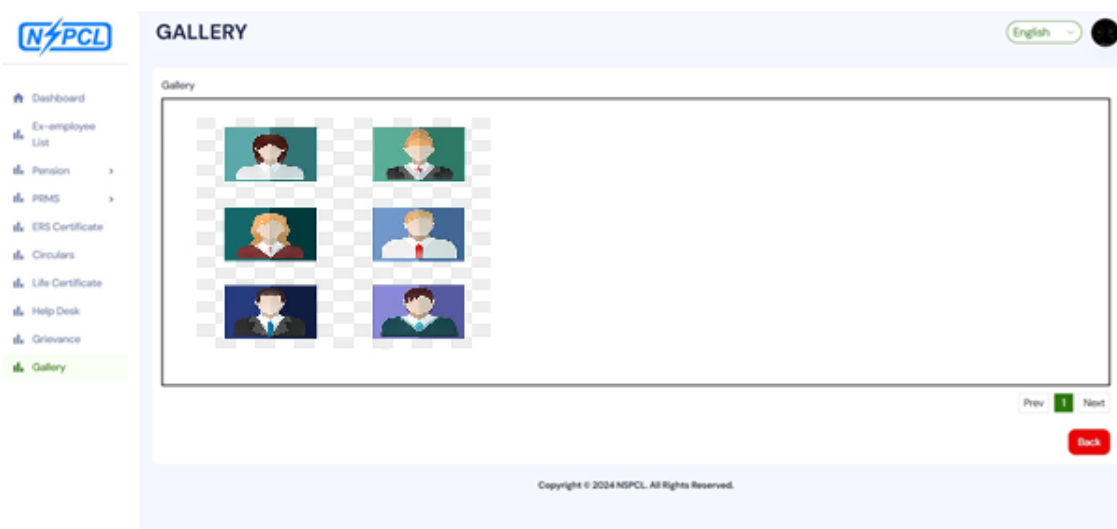 NSPCL
GALLERY
English
Dashboard
Ex-employee
List
Pension
PRMS
ERS Certificate
Circulars
Life Certificate
Help Desk
Grievance
Gallery
Gallery
Prev 1 Next
Back
Copyright © 2024 NSPCL. All Rights Reserved.